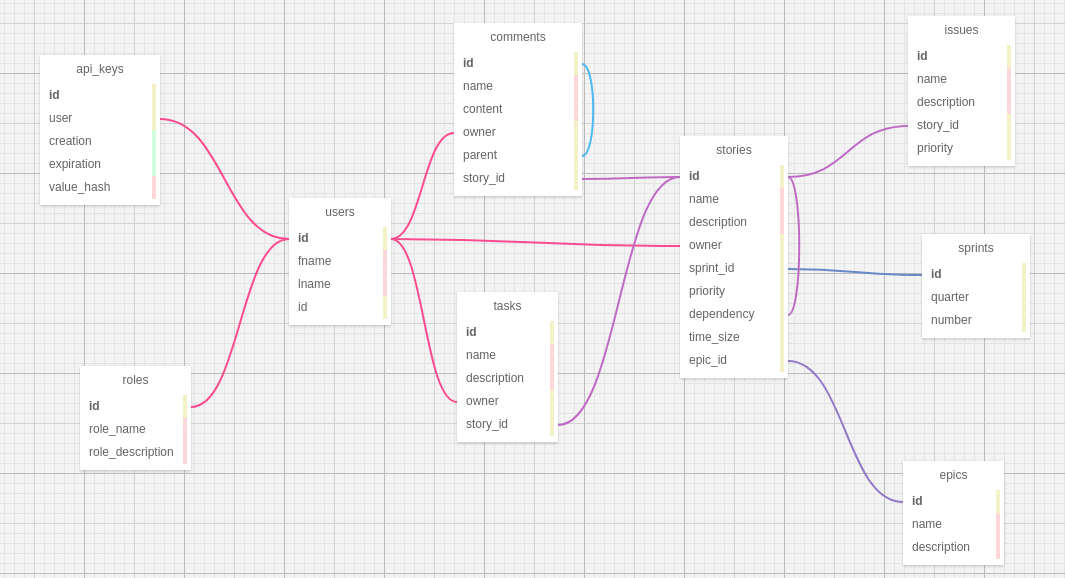 api_keys
id
user
creation
expiration
value_hash
roles
id
role_name
role_description
users
id
fname
lname
id
comments
id
name
content
owner
parent
story_id
tasks
id
name
description
owner
story_id
stories
id
name
description
owner
sprint_id
priority
dependency
time_size
epic_id
issues
id
name
description
story_id
priority
sprints
id
quarter
number
epics
id
name
description